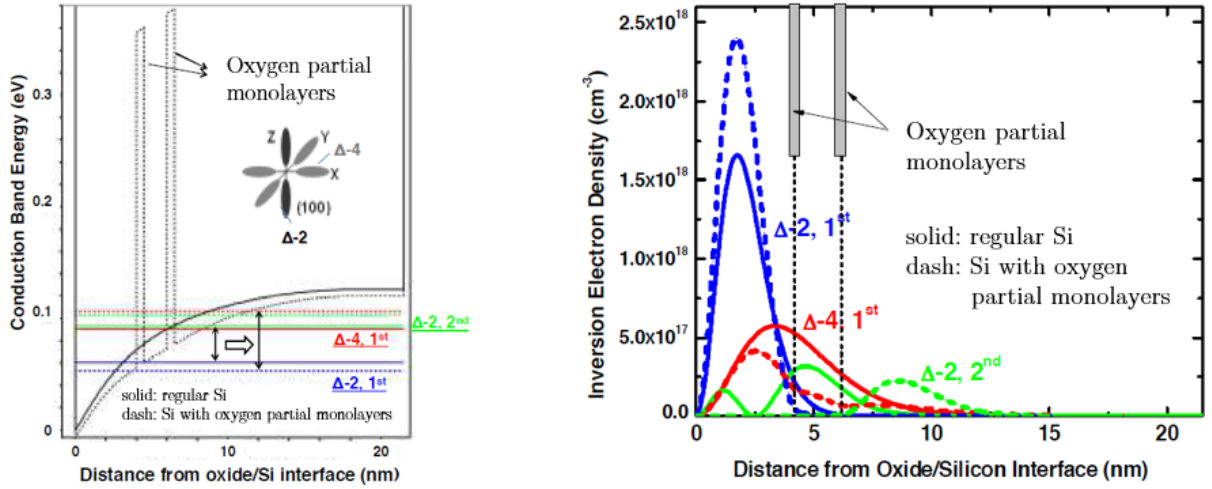 Conduction Band Energy (eV)
0.3
0.2
0.1
0
Oxygen partial
monolayers
Z
Y
Δ-4
X
(100)
Δ-2
Δ-2, 2nd
Δ-4, 1st
Δ-2, 1st
solid: regular Si
dash: Si with oxygen partial monolayers
0
10
20
Distance from oxide/Si interface (nm)
Inversion Electron Density (cm-3)
2.5x10^18
2.0x10^18
1.5x10^18
1.0x10^18
5.0x10^17
0.0
Oxygen partial
monolayers
Δ-2, 1st
solid: regular Si
dash: Si with oxygen
partial monolayers
Δ-4, 1st
Δ-2, 2nd
0
5
10
15
20
Distance from Oxide/Silicon Interface (nm)